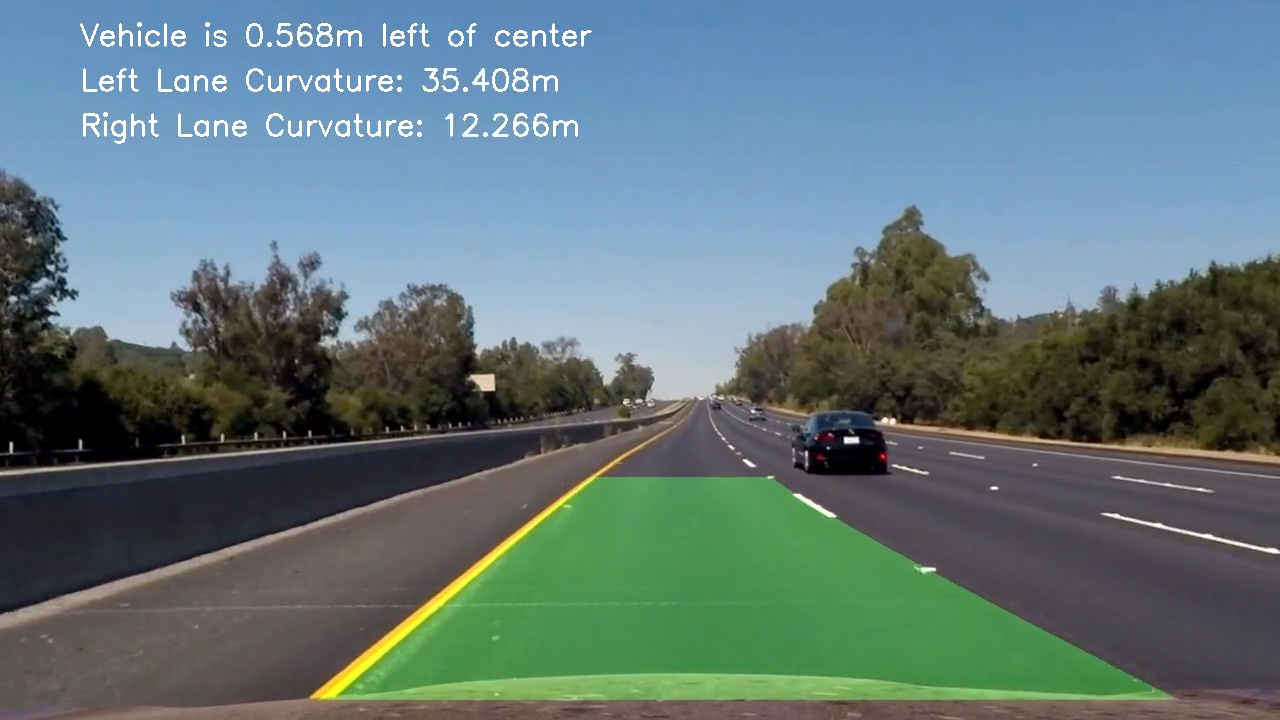 Vehicle is 0.568m left of center
Left Lane Curvature: 35.408m
Right Lane Curvature: 12.266m